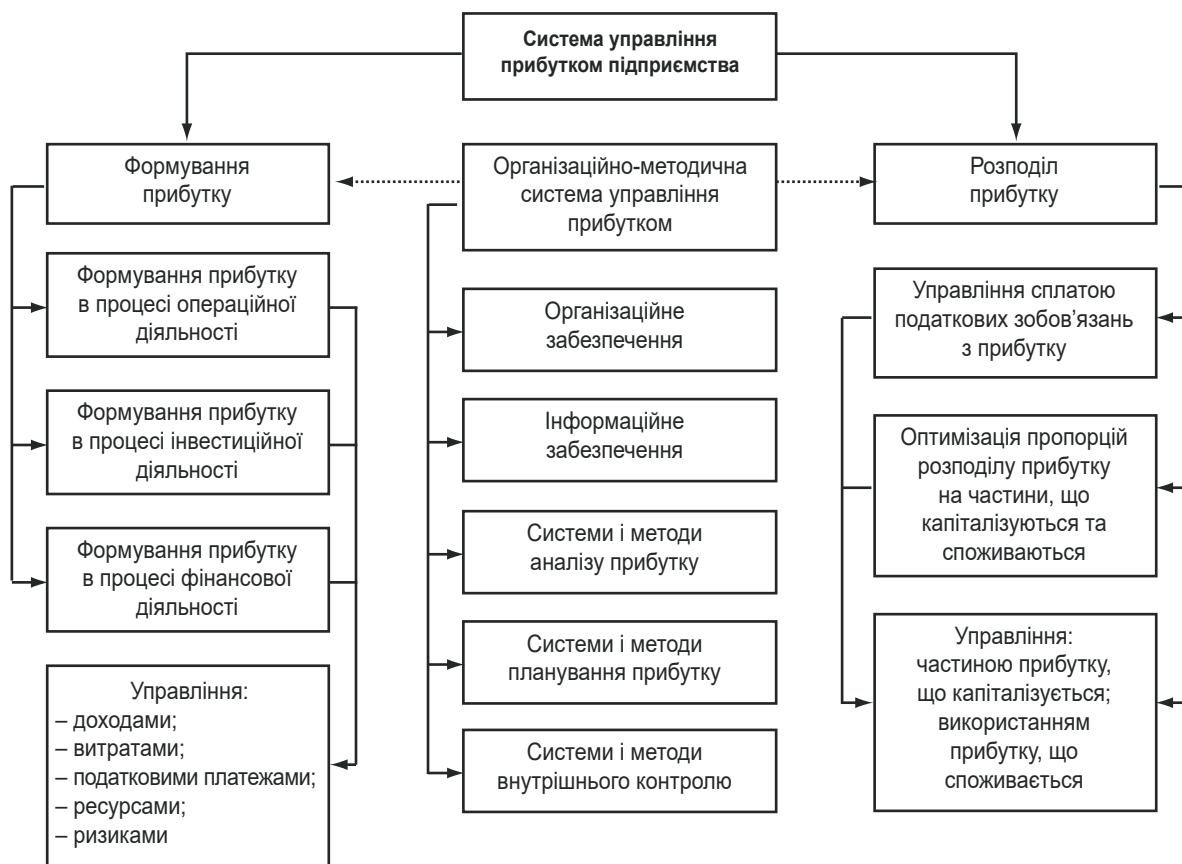 Система управління
прибутком підприємства
Формування
прибутку
Організаційно-методична
система управління
прибутком
Розподіл
прибутку
Формування прибутку
в процесі операційної
діяльності
Формування прибутку
в процесі інвестиційної
діяльності
Формування прибутку
в процесі фінансової
діяльності
Управління:
– доходами;
– витратами;
– податковими платежами;
– ресурсами;
– ризиками
Організаційне
забезпечення
Інформаційне
забезпечення
Системи і методи
аналізу прибутку
Системи і методи
планування прибутку
Системи і методи
внутрішнього контролю
Управління сплатою
податкових зобов’язань
з прибутку
Оптимізація пропорцій
розподілу прибутку
на частини, що
капіталізуються та
споживаються
Управління:
частиною прибутку,
що капіталізується;
використанням
прибутку, що
споживається